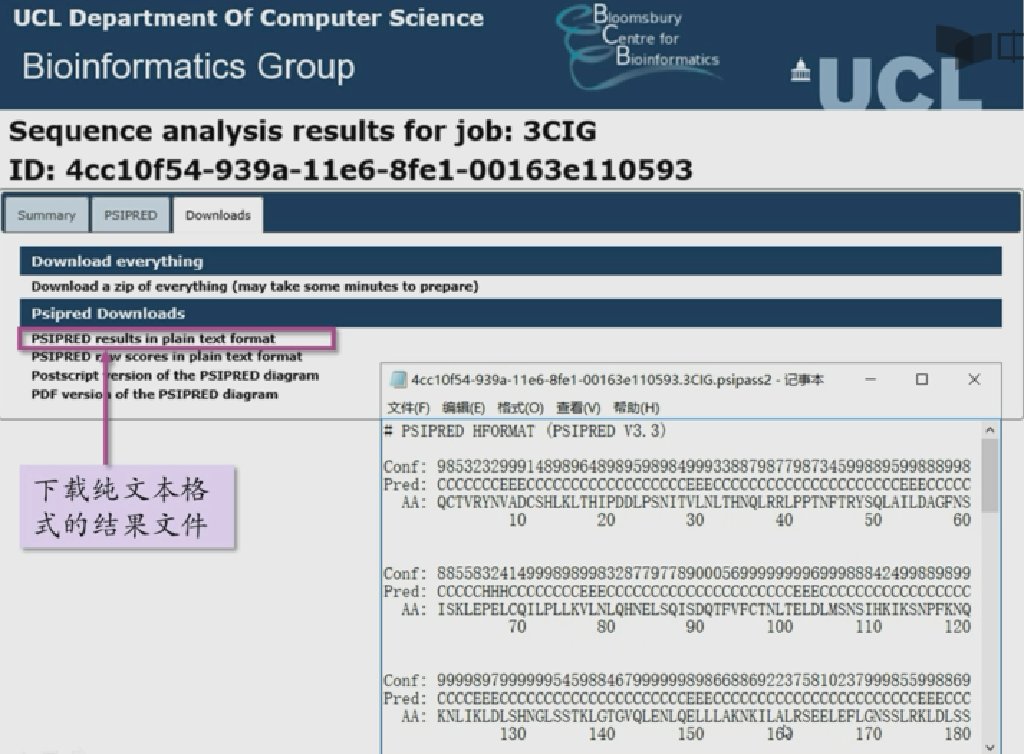 UCL Department Of Computer Science
Bioinformatics Group
Bloomsbury
Centre for
Bioinformatics
UCL
Sequence analysis results for job: 3CIG
ID: 4cc10f54-939a-11e6-8fe1-00163e110593
Summary PSIPRED Downloads
Download everything
Download a zip of everything (may take some minutes to prepare)
Psipred Downloads
PSIPRED results in plain text format
PSIPRED raw scores in plain text format
Postscript version of the PSIPRED diagram
PDF version of the PSIPRED diagram
下载纯文本格
式的结果文件
4cc10f54-939a-11e6-8fe1-00163e110593.3CIG.psipass2 - 记事本
文件(F) 编辑(E) 格式(O) 查看(V) 帮助(H)
# PSIPRED HFORMAT (PSIPRED V3.3)
Conf: 985323299914898964898959898499933887987798734599889599888998
Pred: CCCCCCCEEECCCCCCCCCCCCCCCCCCEEECCCCCCCCCCCCCCCCCCCCCEEECCCCC
AA: QCTVRYNVADCSHLKLTHIPDDLPSNITVLNLTHNQLRRLPPTNFTRYSQLAILDAGFNS
10 20 30 40 50 60
Conf: 885583241499989899832877977890005699999999699988842499889899
Pred: CCCCCHHHCCCCCCCCEEECCCCCCCCCCCCCCCCCCCCCEEECCCCCCCCCCCCCCCCC
AA: ISKLEPELCQILPLLKVLNLQHNELSQISDQTFVFCTNLTELDLMSNSIHKIKSNPFKNQ
70 80 90 100 110 120
Conf: 999989799999954598846799999998986688692237581023799985599 8869
Pred: CCCCEEECCCCCCCCCCCCCCCCCCCCCEEECCCCCCCCCCCCCCCCCCCCCCCEEECCC
AA: KNLIKLDLSHNGLSSTKLGTGVQLENLQELLLAKNKILALRSEELEFLGNSSLRKLDLSS
130 140 150 160 170 180